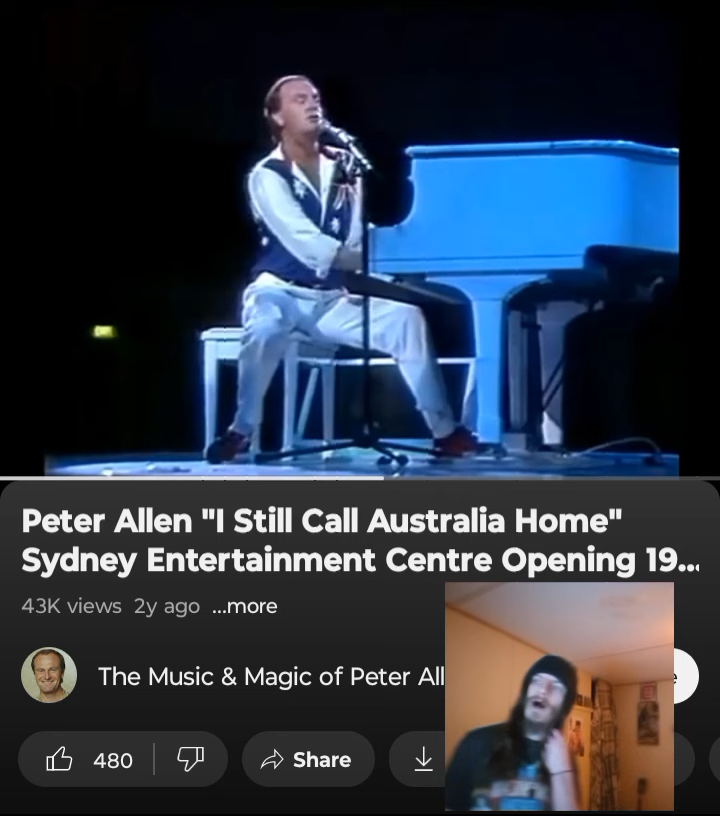 Peter Allen "I Still Call Australia Home"
Sydney Entertainment Centre Opening 19...
43K views 2y ago ...more
The Music & Magic of Peter All
480
Share